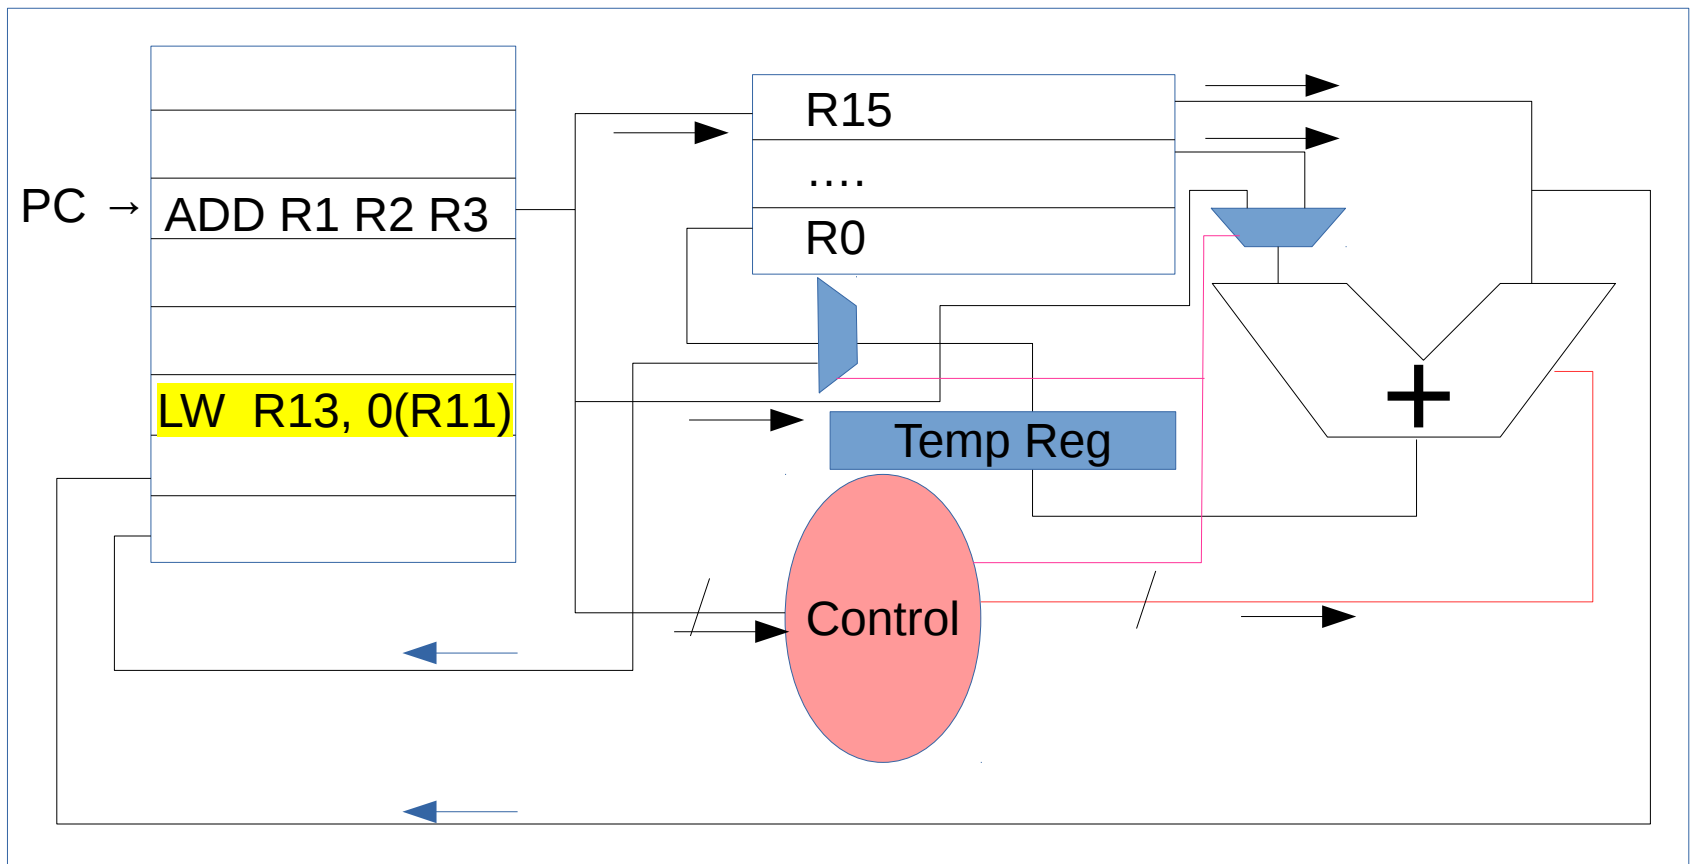 PC →
ADD R1 R2 R3
LW R13, 0(R11)
R15
....
R0
Temp Reg
Control
+